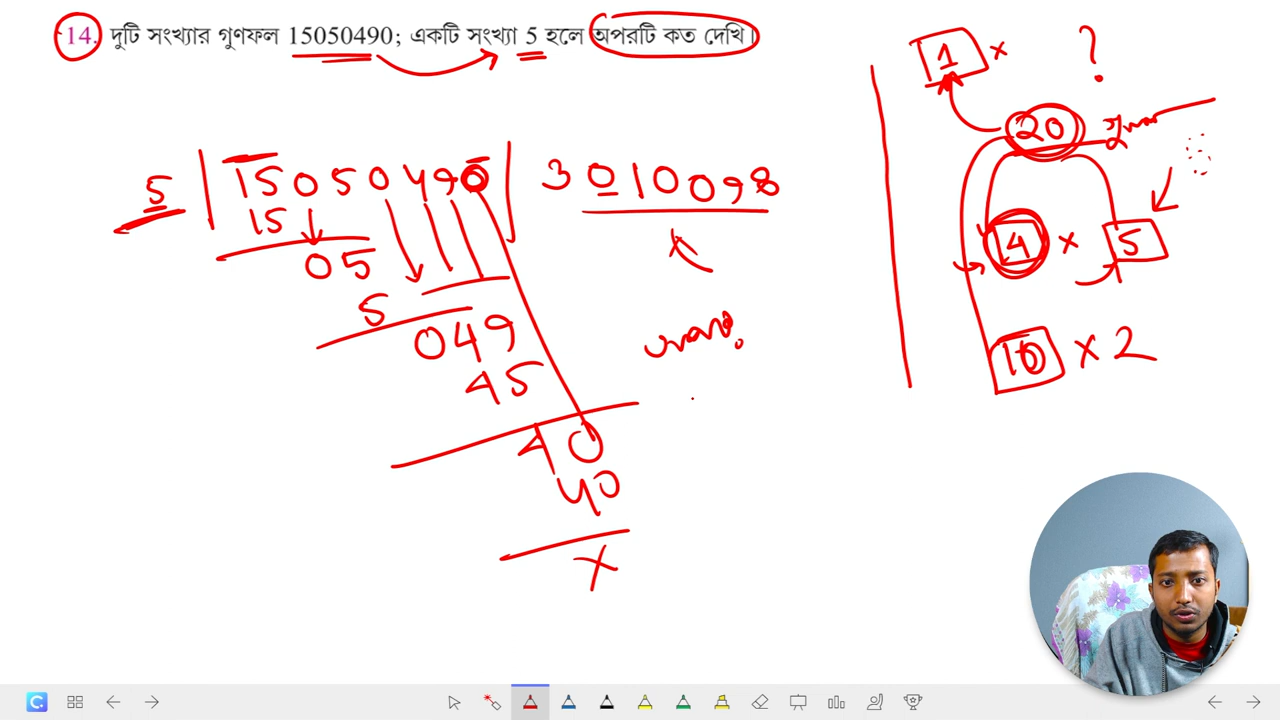 14. দুটি সংখ্যার গুণফল 15050490; একটি সংখ্যা 5 হলে অপরটি কত দেখি।
1 × ?
20
5 | 15050490 | 3010098
15
05
4 × 5
5
049
10 × 2
45
40
40
×